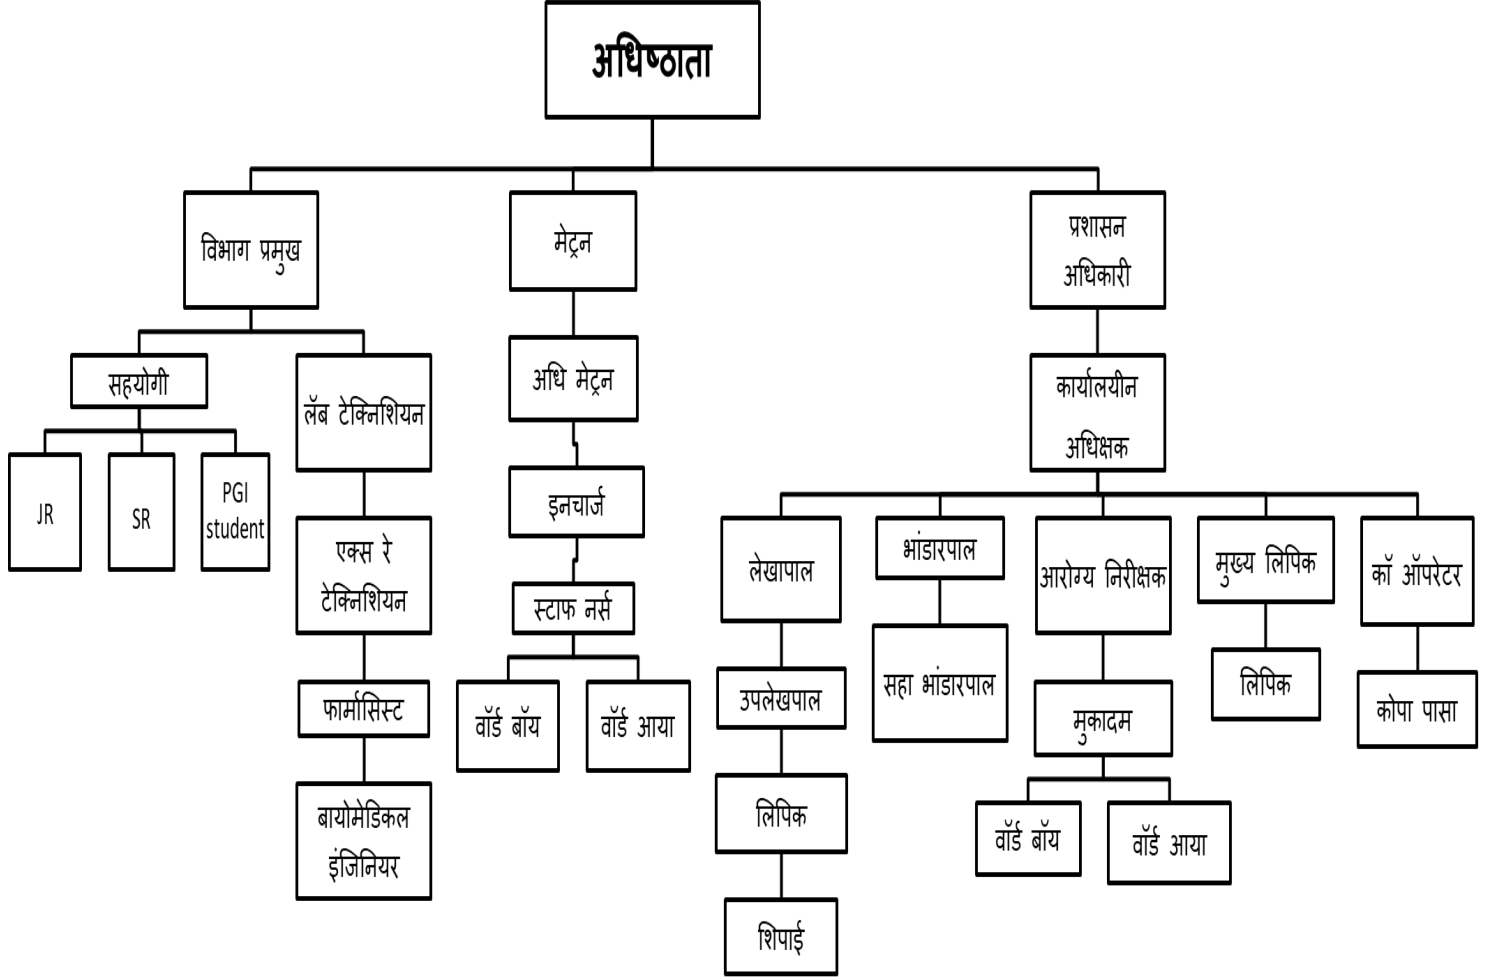 अधिष्ठाता
विभाग प्रमुख
मेट्रन
प्रशासन
अधिकारी
सहयोगी
लॅब टेक्निशियन
अधि मेट्रन
कार्यालयीन
अधिक्षक
JR
SR
PGI
student
एक्स रे
टेक्निशियन
इनचार्ज
लेखापाल
भांडारपाल
आरोग्य निरीक्षक
मुख्य लिपिक
कॉ ऑपरेटर
फार्मासिस्ट
स्टाफ नर्स
उपलेखपाल
सहा भांडारपाल
मुकादम
लिपिक
कोपा पासा
बायोमेडिकल
इंजिनियर
वॉर्ड बॉय
वॉर्ड आया
लिपिक
वॉर्ड बॉय
वॉर्ड आया
शिपाई